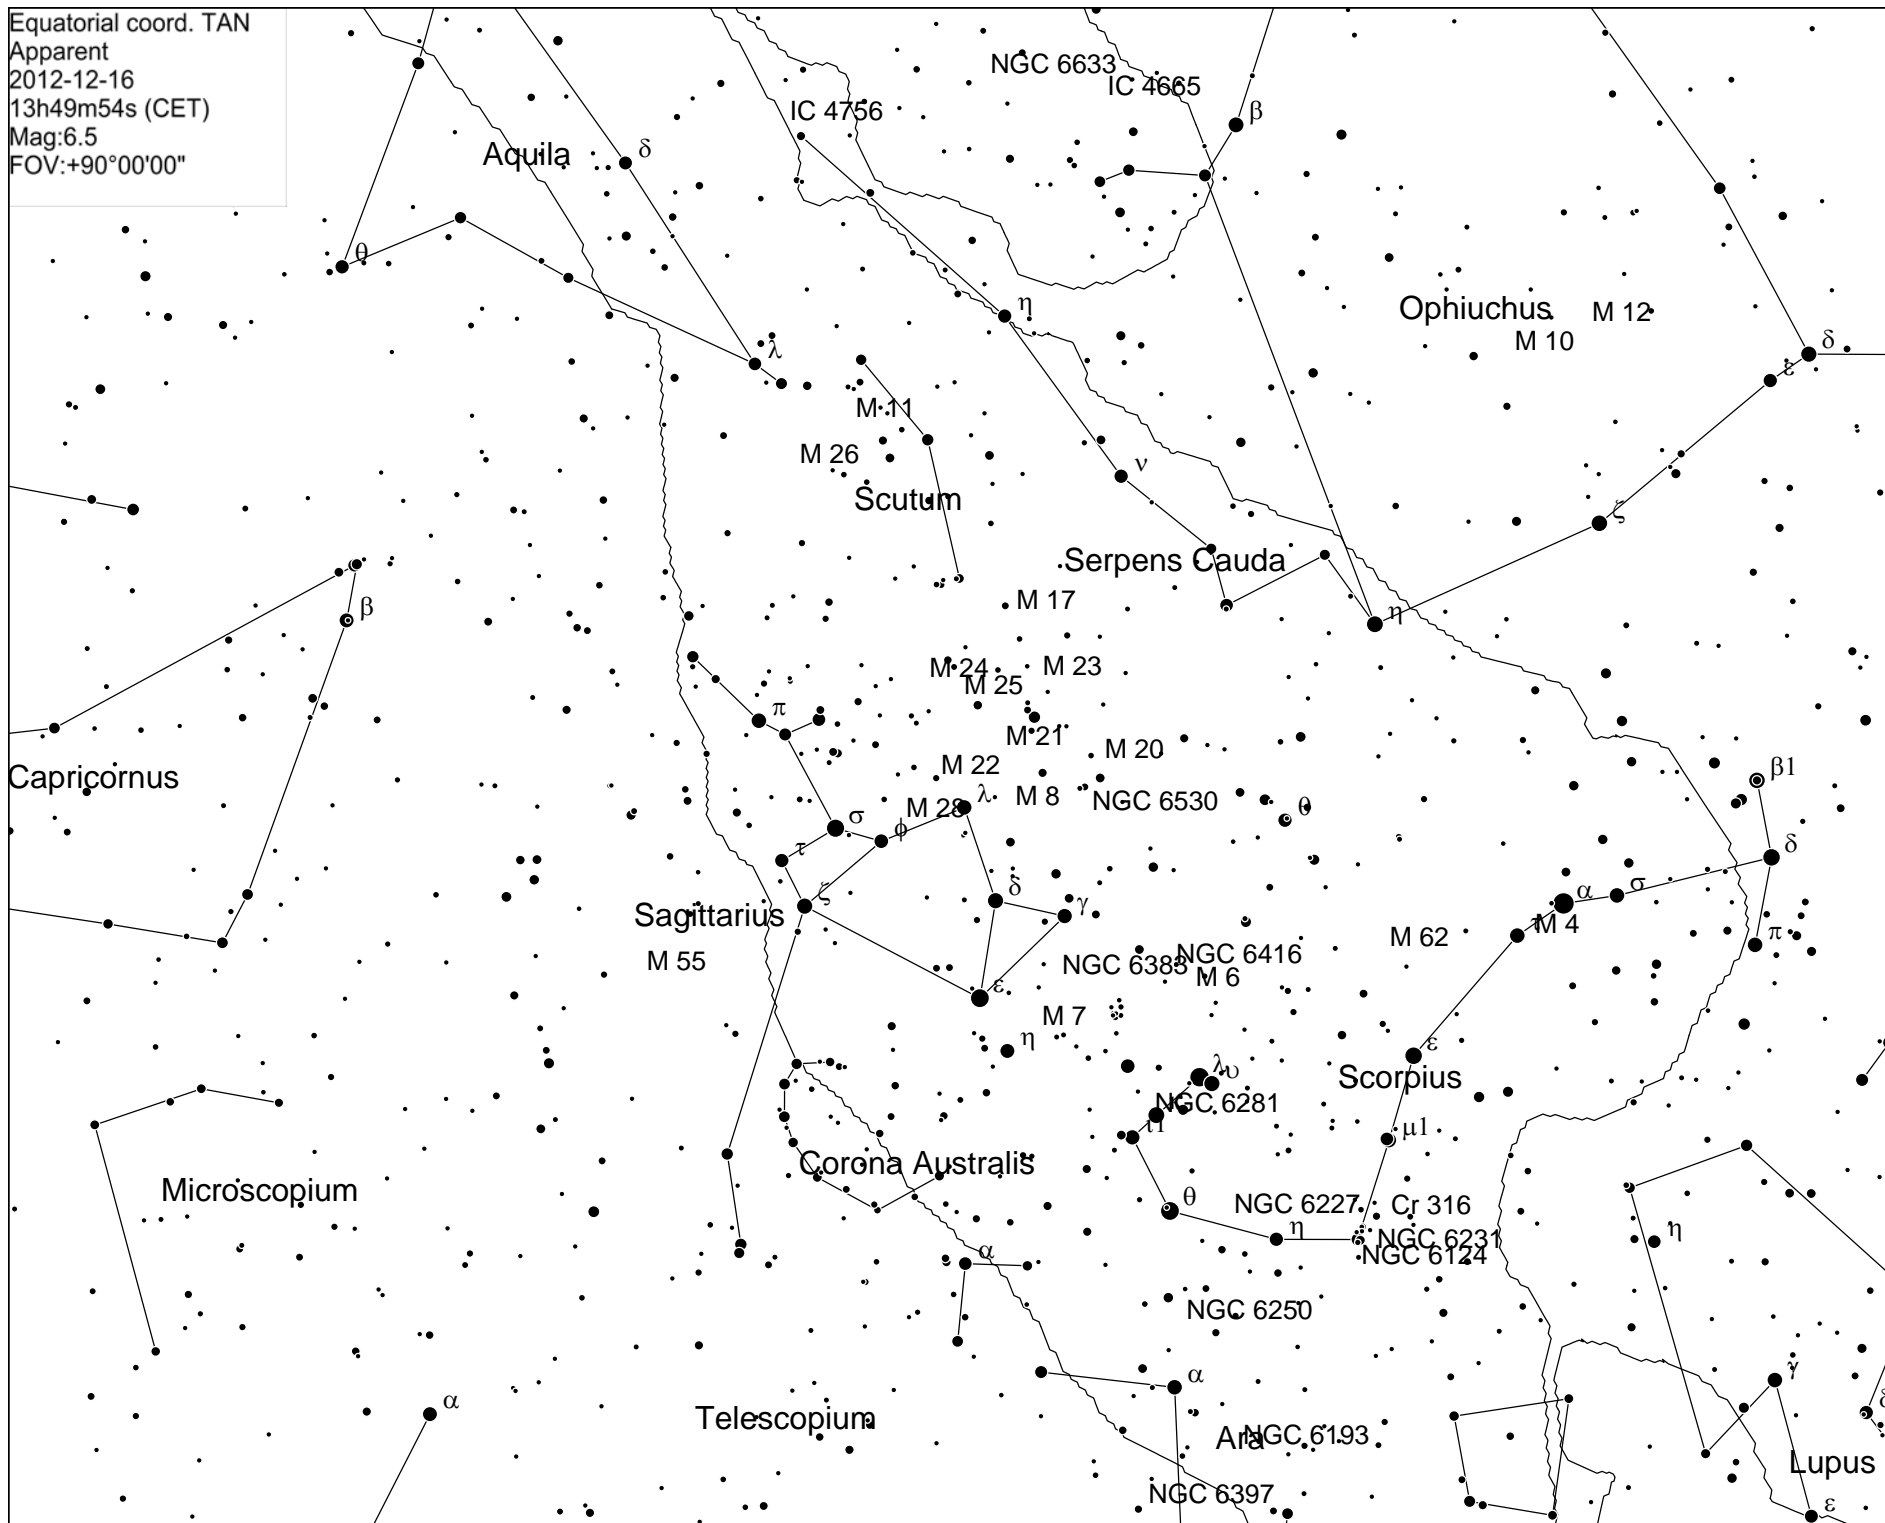 Equatorial coord. TAN
Apparent
2012-12-16
13h49m54s (CET)
Mag:6.5
FOV:+90°00'00"
NGC 6633
IC 4665
IC 4756
β
Aquila
δ
θ
η
Ophiuchus
M 12
M 10
λ
δ
ε
M 11
M 26
ν
Scutum
ζ
Serpens Cauda
M 17
β
η
M 24
M 23
M 25
π
M 21
M 20
M 22
Capricornus
β1
λ
M 8
NGC 6530
M 28
θ
σ
φ
τ
δ
ζ
δ
γ
α
σ
Sagittarius
τ
M 4
π
M 62
NGC 6416
M 55
NGC 6383
M 6
ε
M 7
η
ε
λ
υ
Scorpius
NGC 6281
ι1
μ1
Corona Australis
Microscopium
θ
NGC 6227
Cr 316
η
η
NGC 6231
NGC 6124
α
NGC 6250
γ
α
α
δ
Telescopium
Ara
NGC 6193
Lupus
NGC 6397
ε